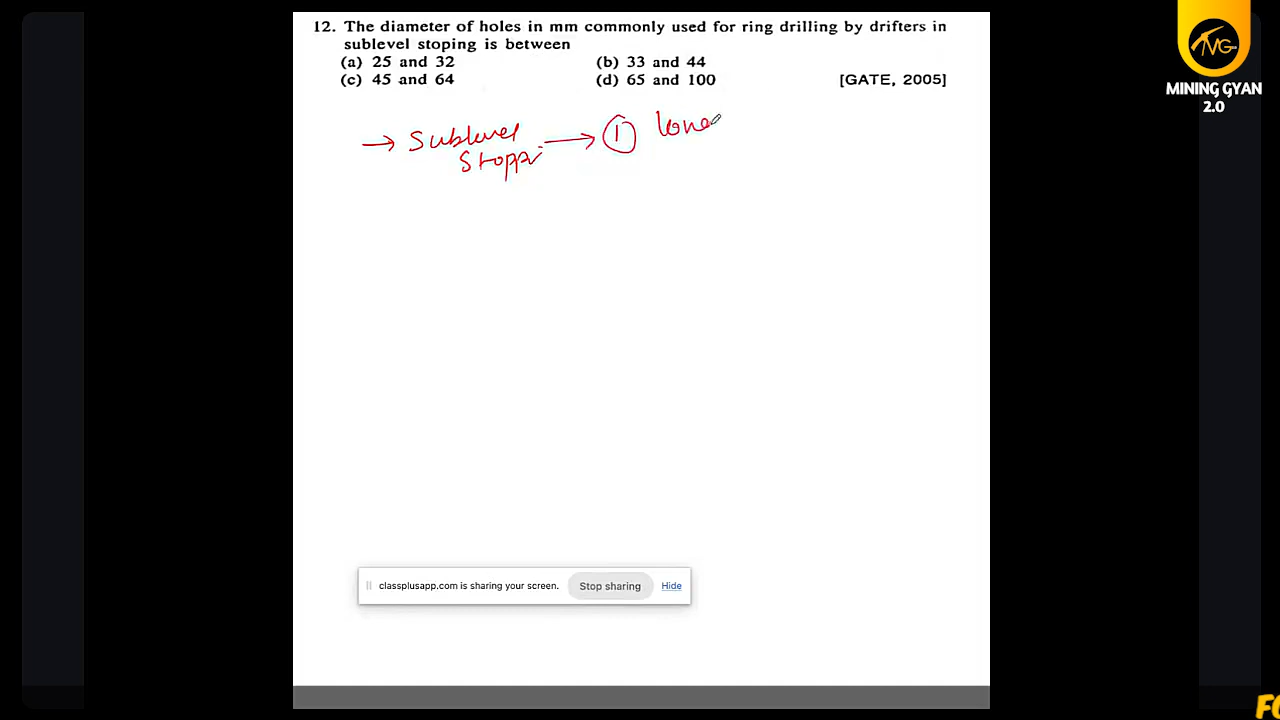 12. The diameter of holes in mm commonly used for ring drilling by drifters in
sublevel stoping is between
(a) 25 and 32 (b) 33 and 44
(c) 45 and 64 (d) 65 and 100 [GATE, 2005]
→ Sublevel → ① 
MINING GYAN
2.0
classplusapp.com is sharing your screen. Stop sharing Hide